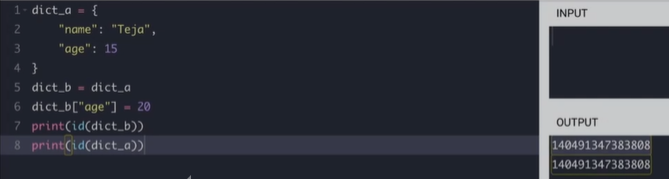 1 dict_a = {
2 "name": "Teja",
3 "age": 15
4 }
5 dict_b = dict_a
6 dict_b["age"] = 20
7 print(id(dict_b))
8 print(id(dict_a))
INPUT
OUTPUT
140491347383808
140491347383808